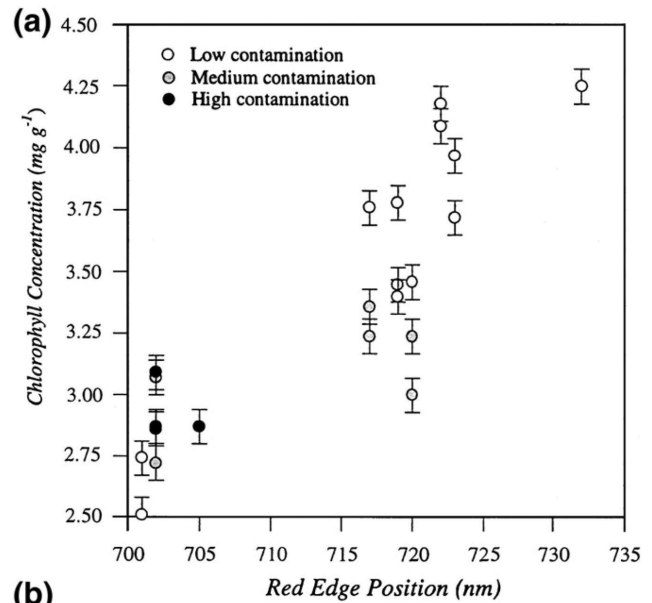 (a)
4.50
4.25
4.00
3.75
3.50
3.25
3.00
2.75
2.50
Chlorophyll Concentration (mg g⁻¹)
Low contamination
Medium contamination
High contamination
700 705 710 715 720 725 730 735
Red Edge Position (nm)
(b)